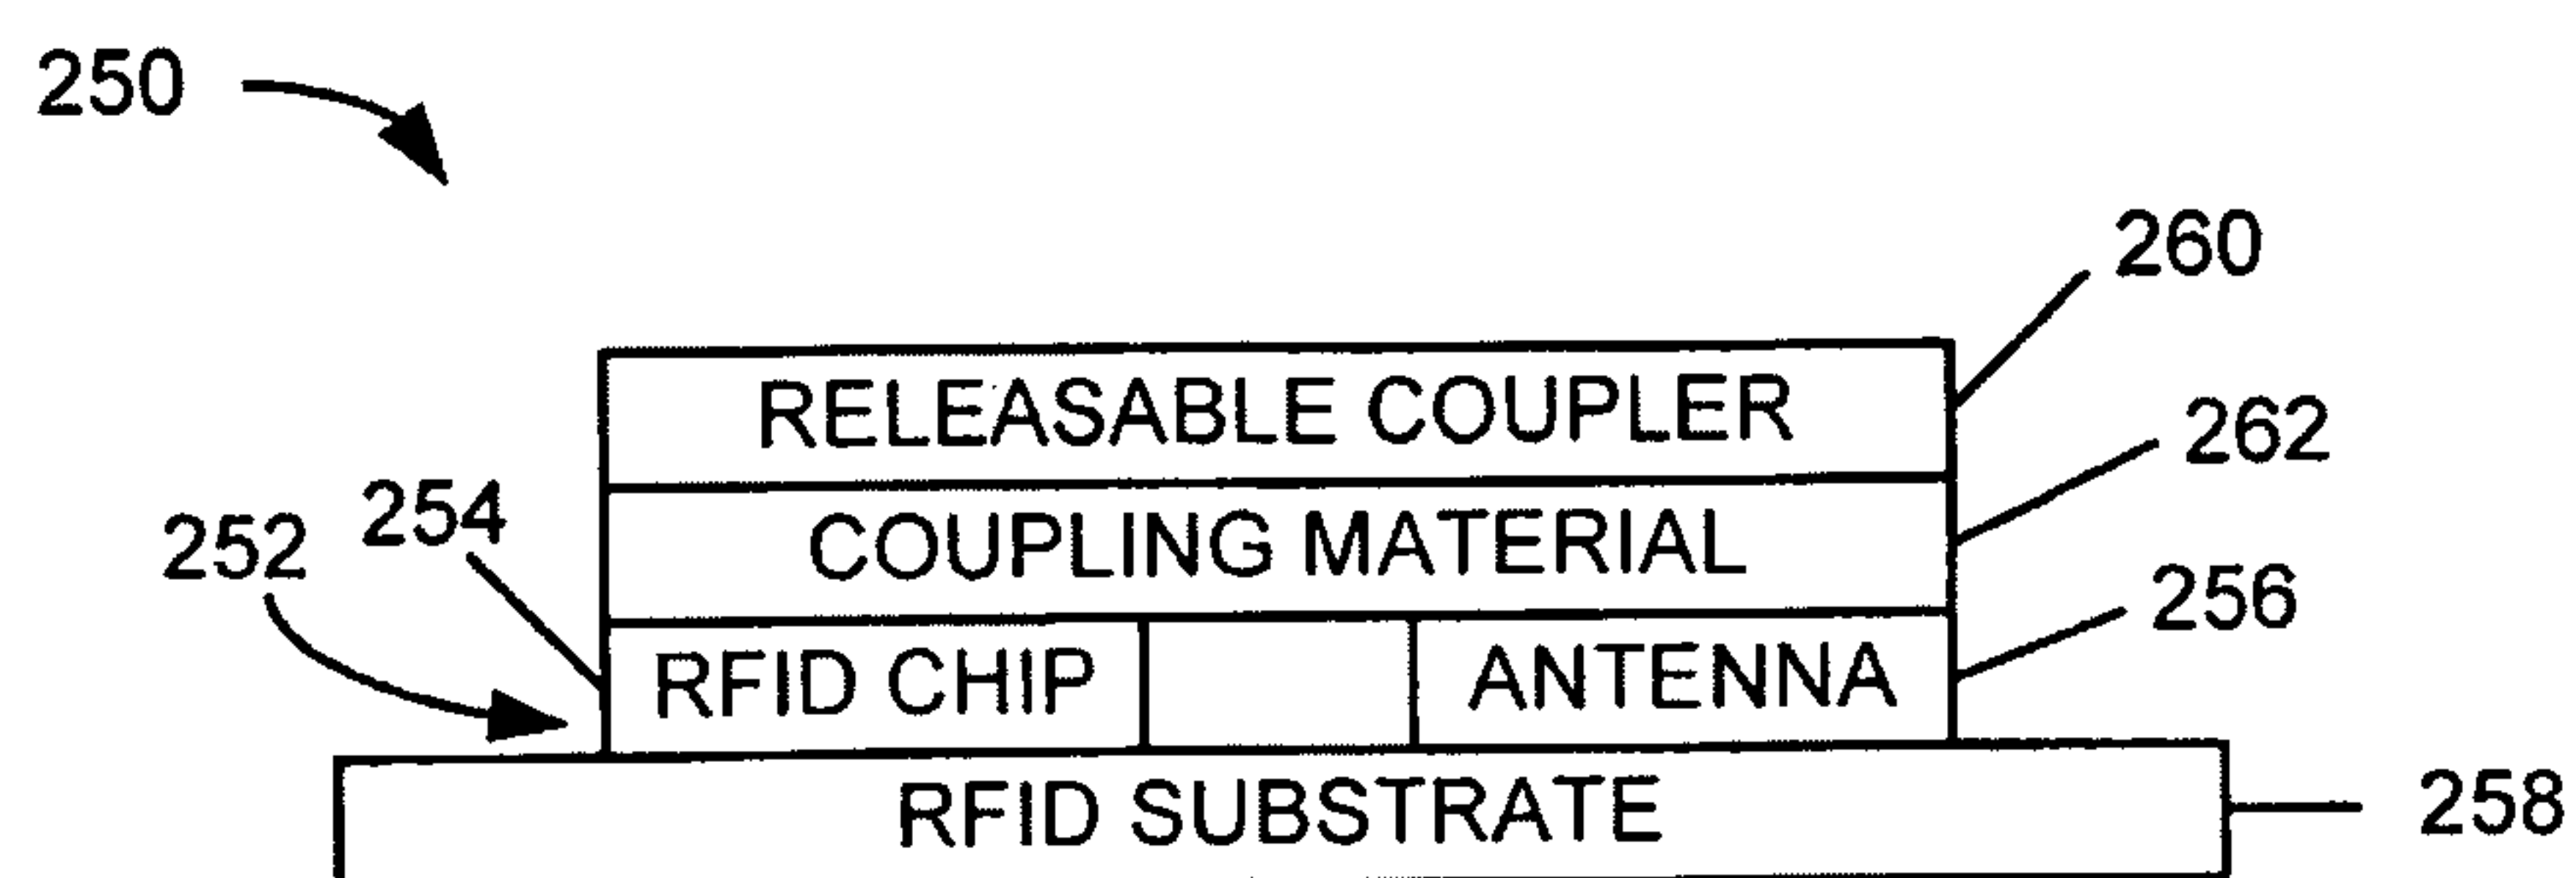 250
260
RELEASABLE COUPLER
262
COUPLING MATERIAL
254
252
256
RFID CHIP
ANTENNA
258
RFID SUBSTRATE